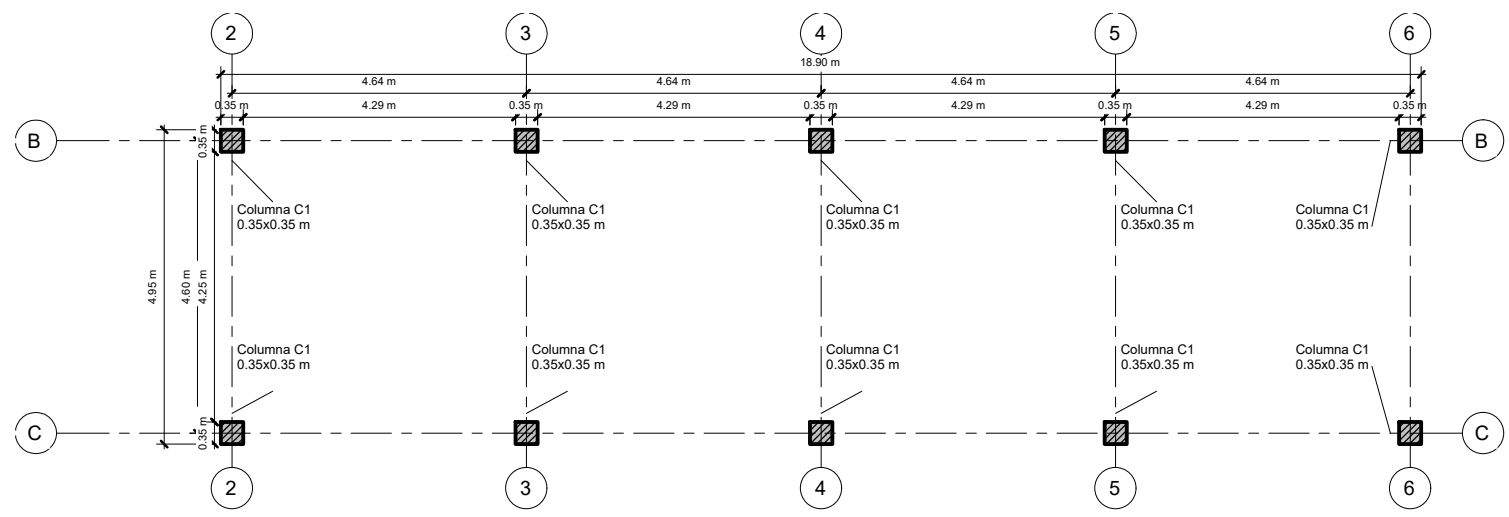 2 3 4 5 6
18.90 m
4.64 m 4.64 m 4.64 m 4.64 m
0.35 m 4.29 m 0.35 m 4.29 m 0.35 m 4.29 m 0.35 m 4.29 m 0.35 m
B B
0.35 m
Columna C1 Columna C1 Columna C1 Columna C1 Columna C1
0.35x0.35 m 0.35x0.35 m 0.35x0.35 m 0.35x0.35 m 0.35x0.35 m
4.95 m
4.60 m
4.25 m
Columna C1 Columna C1 Columna C1 Columna C1 Columna C1
0.35x0.35 m 0.35x0.35 m 0.35x0.35 m 0.35x0.35 m 0.35x0.35 m
0.35 m
C C
2 3 4 5 6